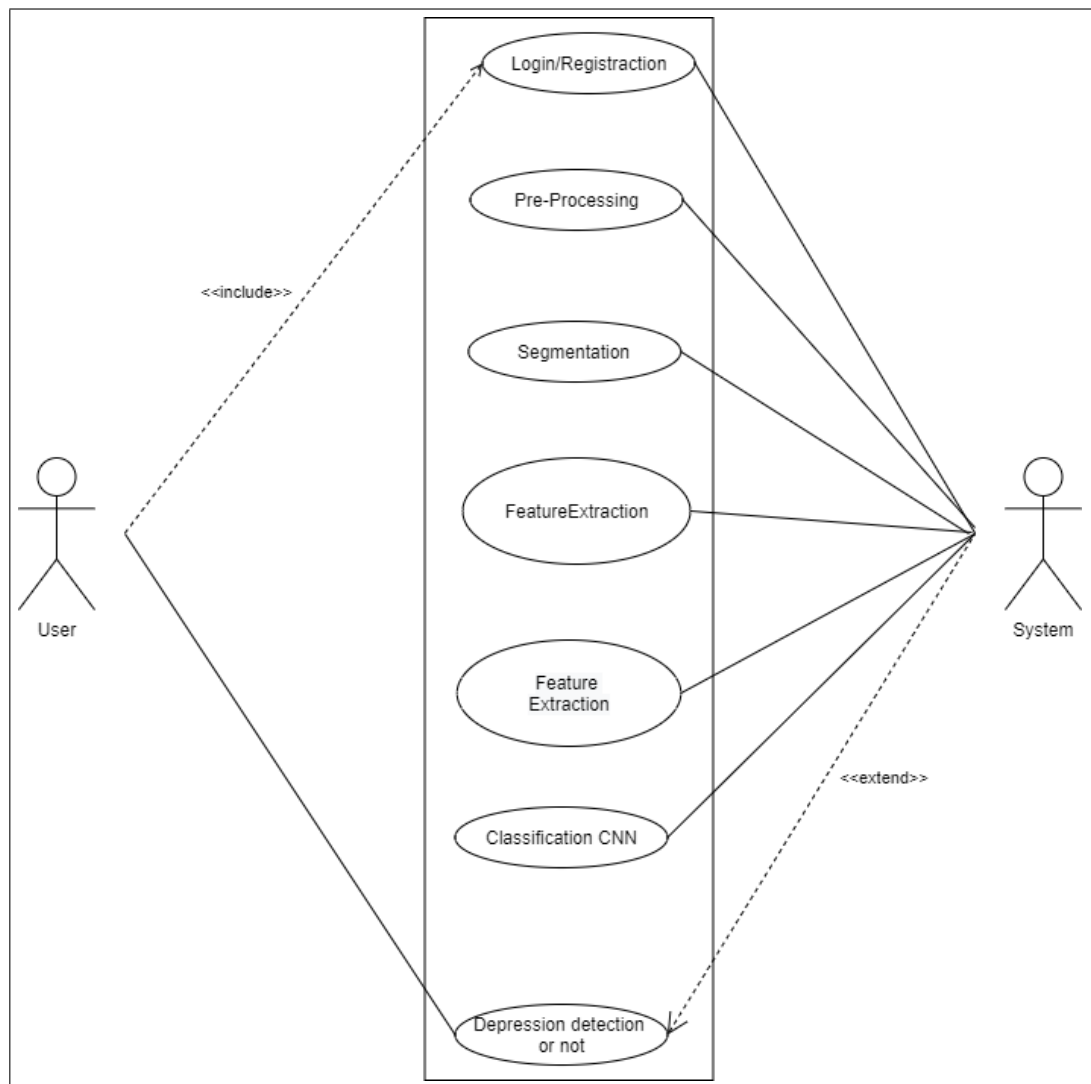 Login/Registraction
Pre-Processing
<<include>>
Segmentation
FeatureExtraction
User
System
Feature
Extraction
<<extend>>
Classification CNN
Depression detection
or not